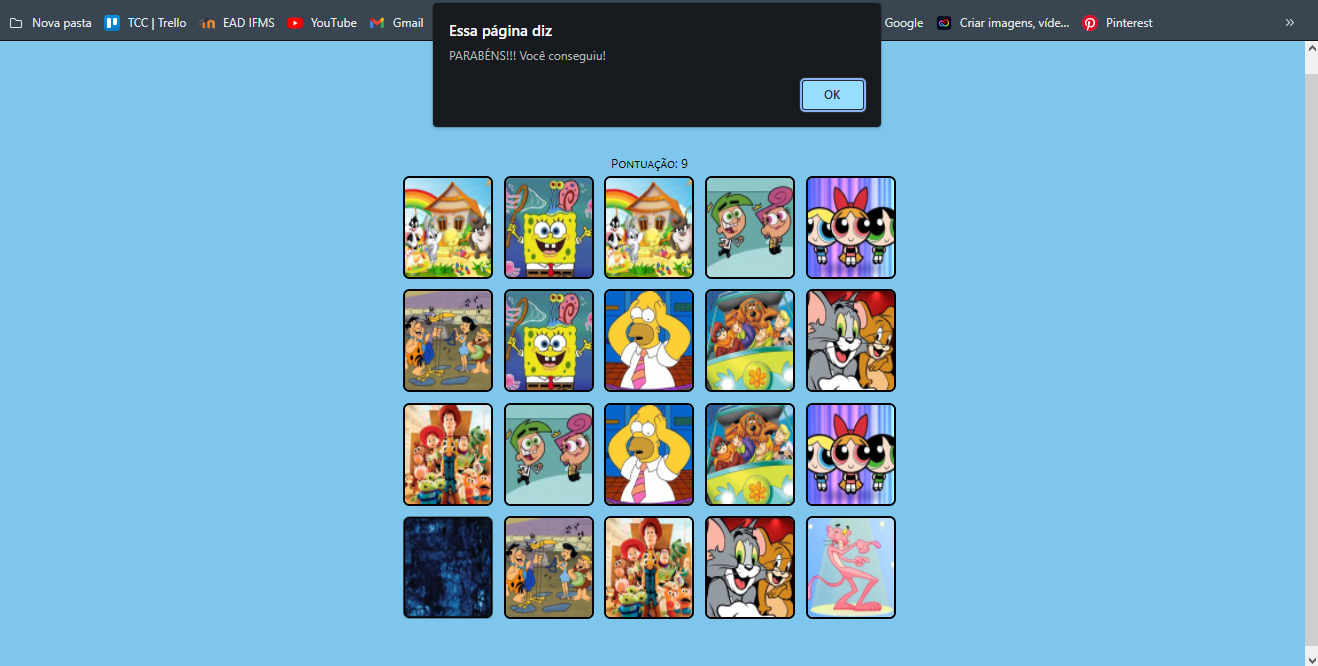 Nova pasta TCC | Trello EAD IFMS YouTube Gmail Google Criar imagens, víde... Pinterest »
Essa página diz
PARABÉNS!!! Você conseguiu!
OK
Pontuação: 9